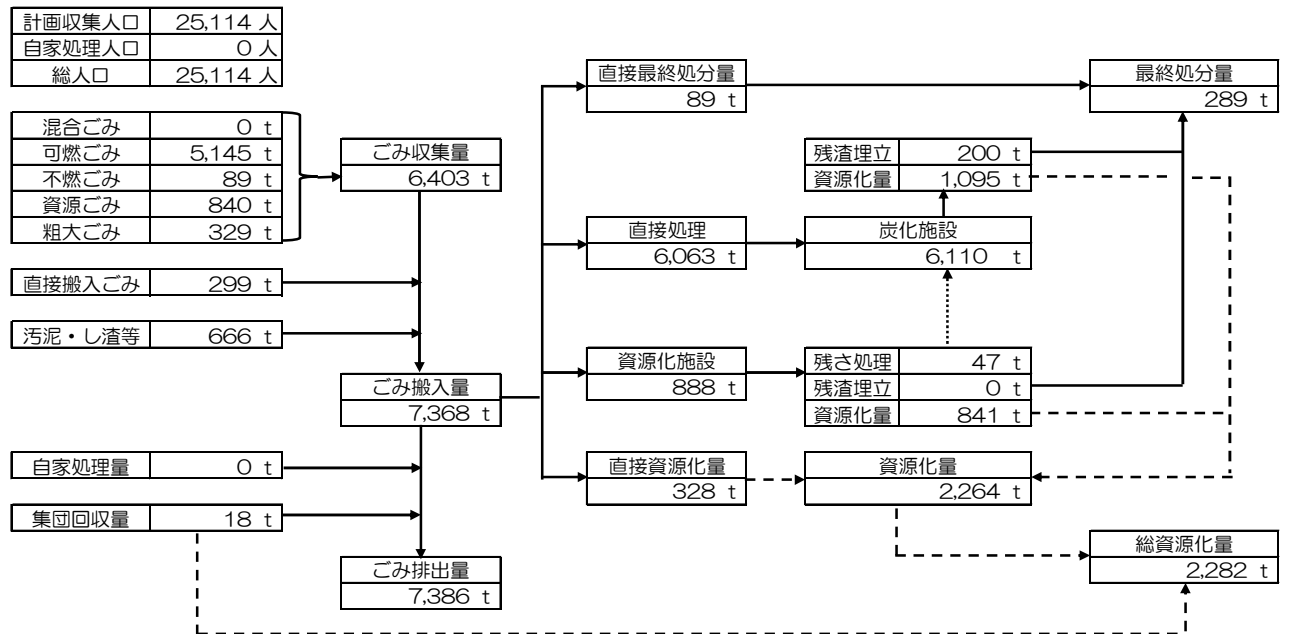 計画収集人口 25,114 人
自家処理人口 0 人
総人口 25,114 人
混合ごみ 0 t
可燃ごみ 5,145 t
不燃ごみ 89 t
資源ごみ 840 t
粗大ごみ 329 t
直接搬入ごみ 299 t
汚泥・し渣等 666 t
自家処理量 0 t
集団回収量 18 t
ごみ収集量
6,403 t
ごみ搬入量
7,368 t
ごみ排出量
7,386 t
直接最終処分量
89 t
直接処理
6,063 t
資源化施設
888 t
直接資源化量
328 t
残渣埋立 200 t
資源化量 1,095 t
炭化施設
6,110 t
残さ処理 47 t
残渣埋立 0 t
資源化量 841 t
資源化量
2,264 t
最終処分量
289 t
総資源化量
2,282 t